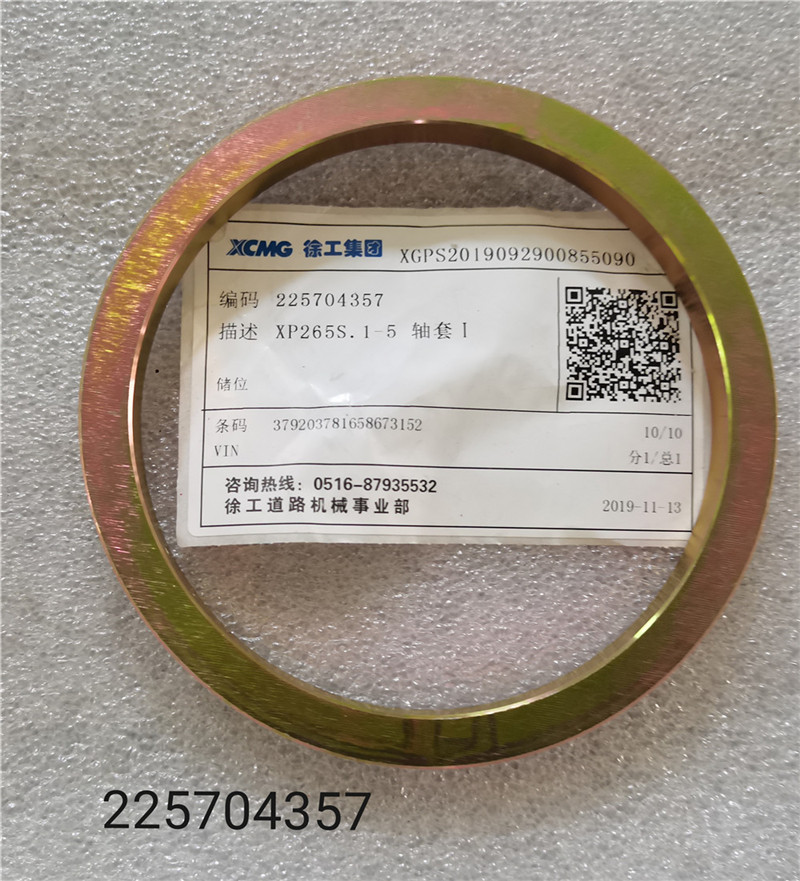 XCMG 徐工集团 XGPS2019092900855090
编码 225704357
描述 XP265S.1-5 轴套I
储位
条码 379203781658673152 10/10
VIN 分1/总1
咨询热线：0516-87935532
徐工道路机械事业部 2019-11-13
225704357